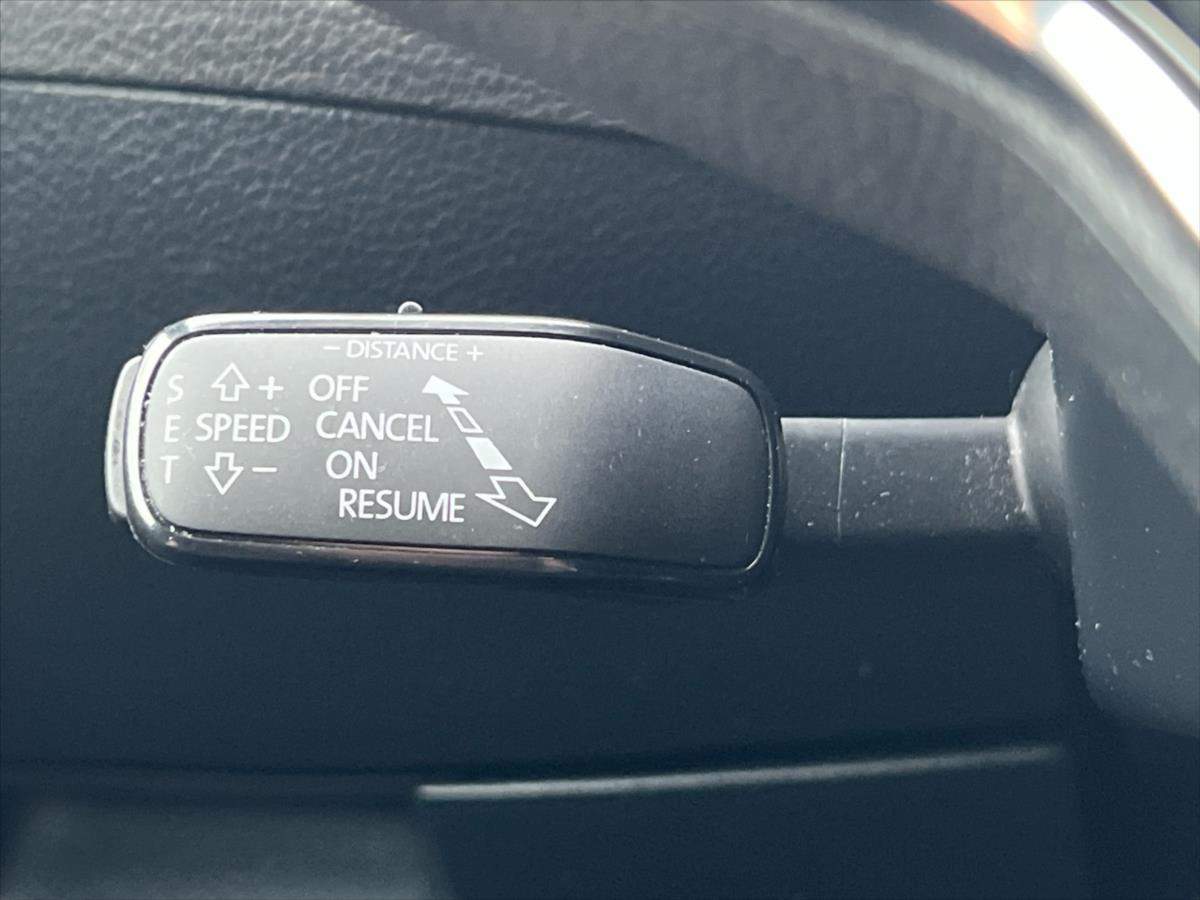 − DISTANCE +
S + OFF
E SPEED CANCEL
T − ON
RESUME